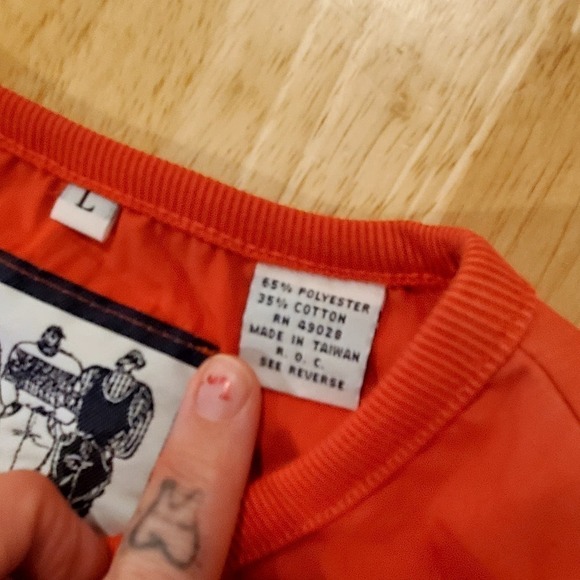 L
65% POLYESTER
35% COTTON
RN 49028
MADE IN TAIWAN
R. O. C.
SEE REVERSE